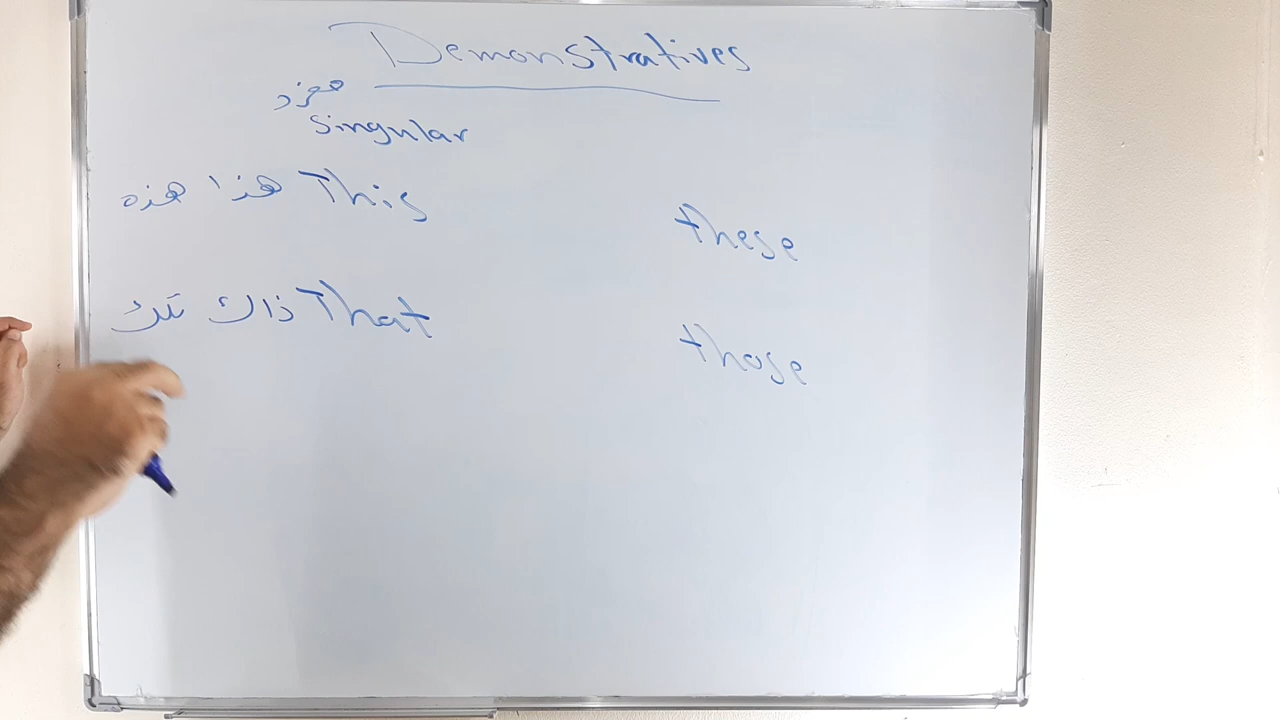 Demonstratives
مفرد
Singular
هذا هذه This
these
ذاك تلك That
those